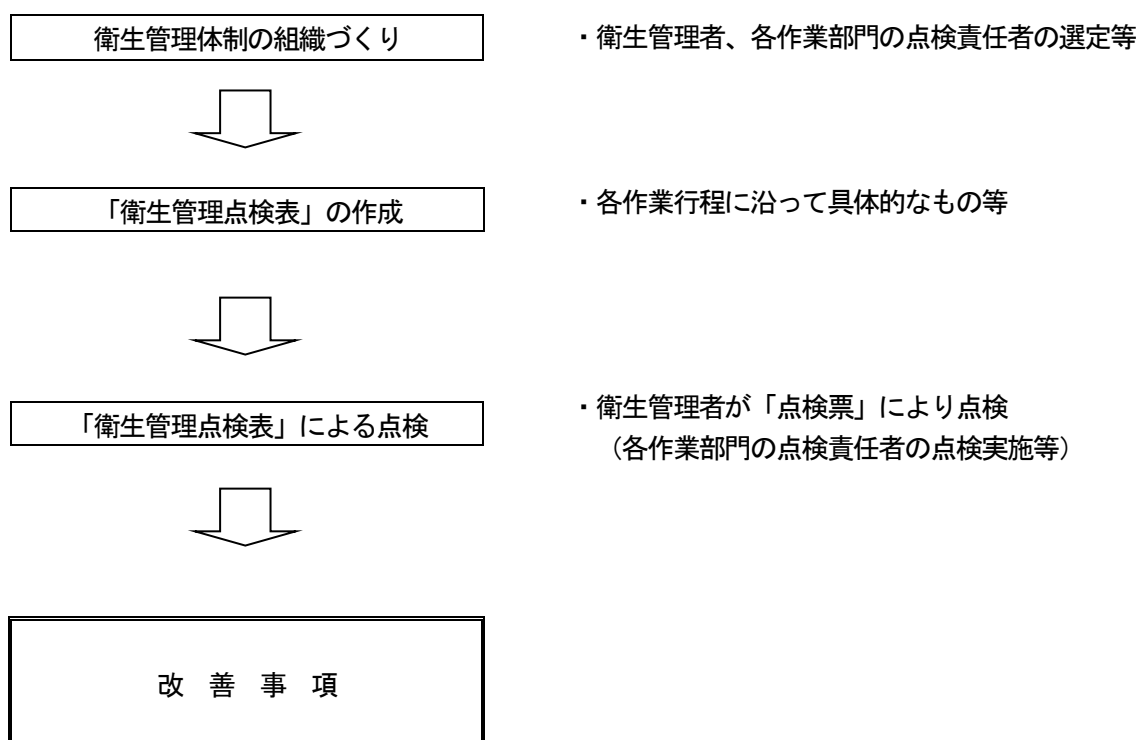 衛生管理体制の組織づくり
・衛生管理者、各作業部門の点検責任者の選定等
「衛生管理点検表」の作成
・各作業行程に沿って具体的なもの等
「衛生管理点検表」による点検
・衛生管理者が「点検票」により点検
（各作業部門の点検責任者の点検実施等）
改 善 事 項